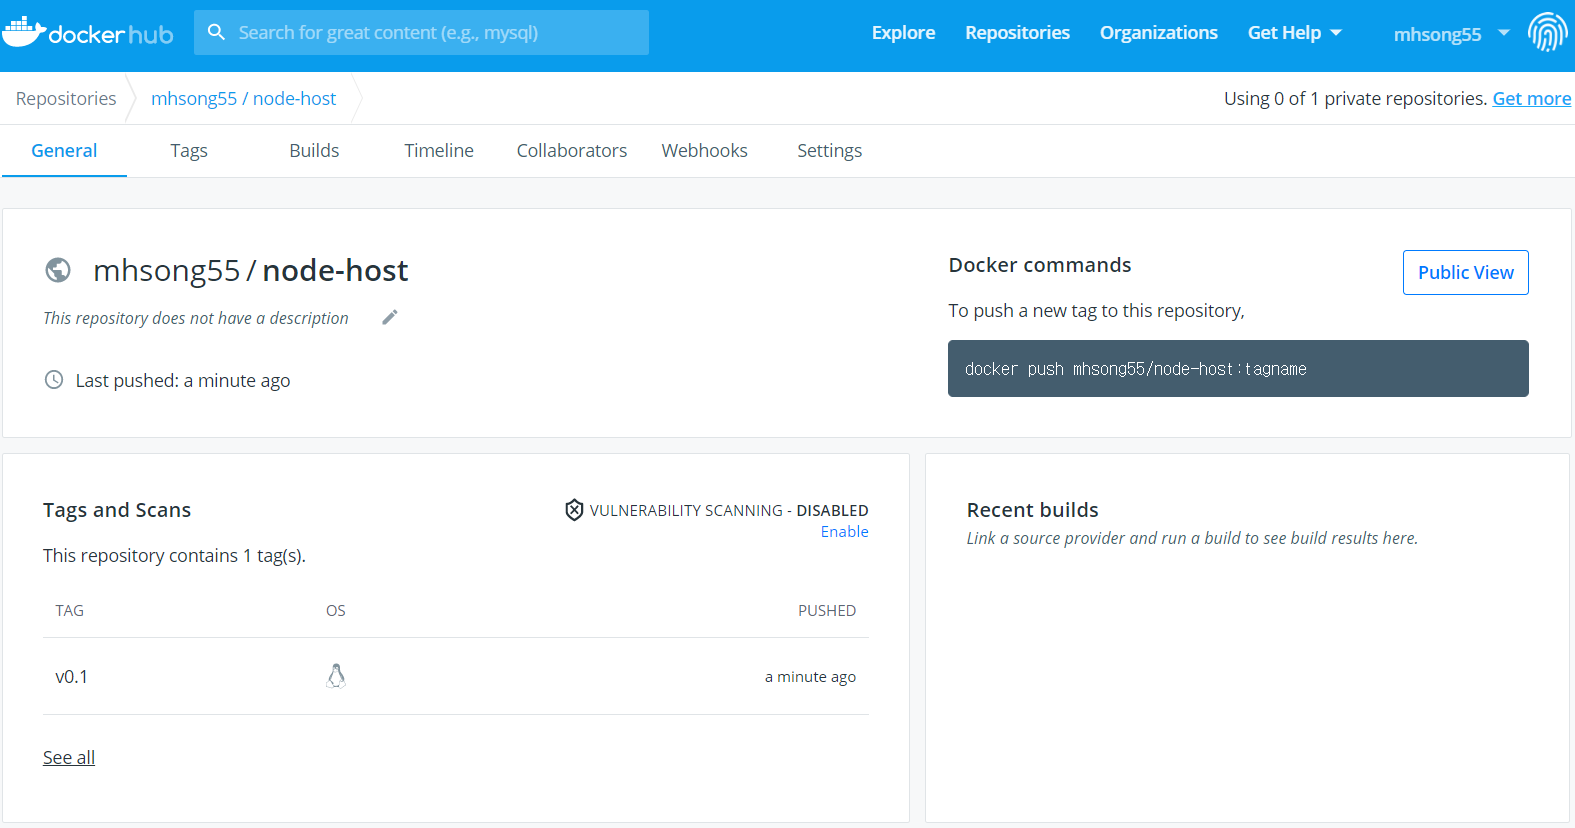 docker hub
Search for great content (e.g., mysql)
Explore
Repositories
Organizations
Get Help
mhsong55
Repositories
mhsong55 / node-host
Using 0 of 1 private repositories. Get more
General
Tags
Builds
Timeline
Collaborators
Webhooks
Settings
mhsong55 / node-host
This repository does not have a description
Last pushed: a minute ago
Docker commands
Public View
To push a new tag to this repository,
docker push mhsong55/node-host:tagname
Tags and Scans
VULNERABILITY SCANNING - DISABLED
Enable
This repository contains 1 tag(s).
TAG
OS
PUSHED
v0.1
a minute ago
See all
Recent builds
Link a source provider and run a build to see build results here.